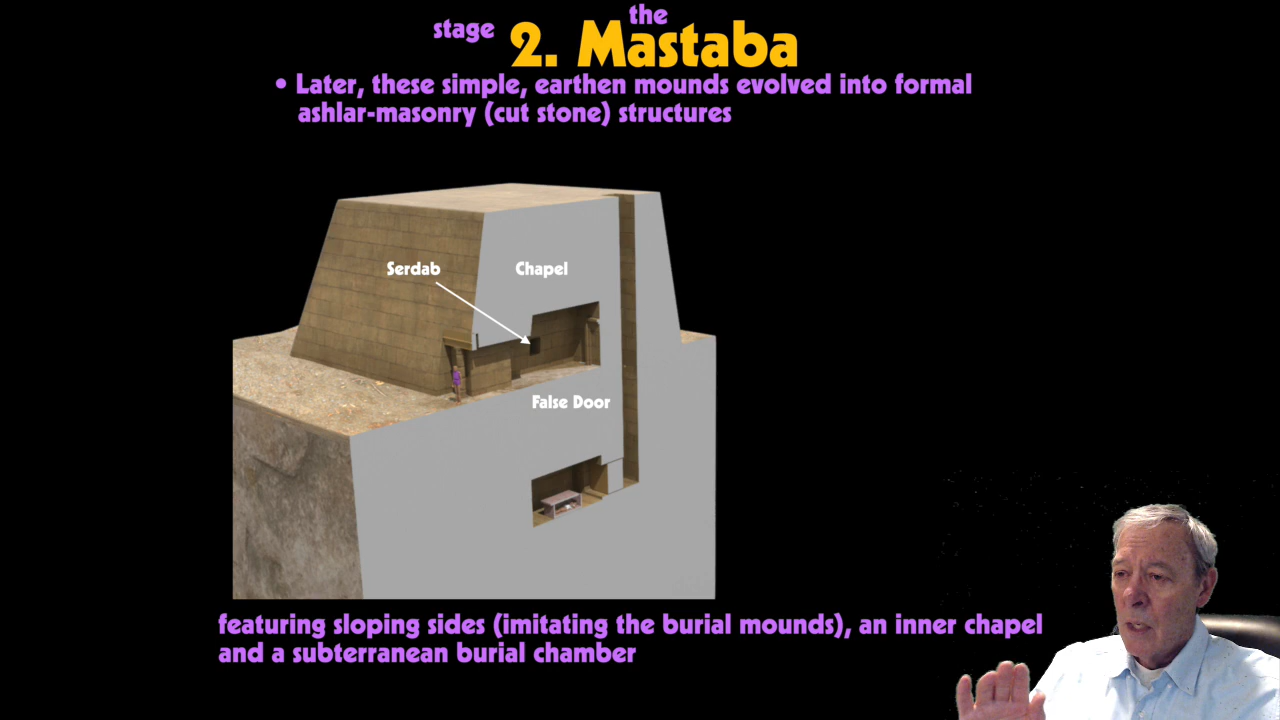 stage 2. the Mastaba
• Later, these simple, earthen mounds evolved into formal
ashlar-masonry (cut stone) structures
Serdab
Chapel
False Door
featuring sloping sides (imitating the burial mounds), an inner chapel
and a subterranean burial chamber